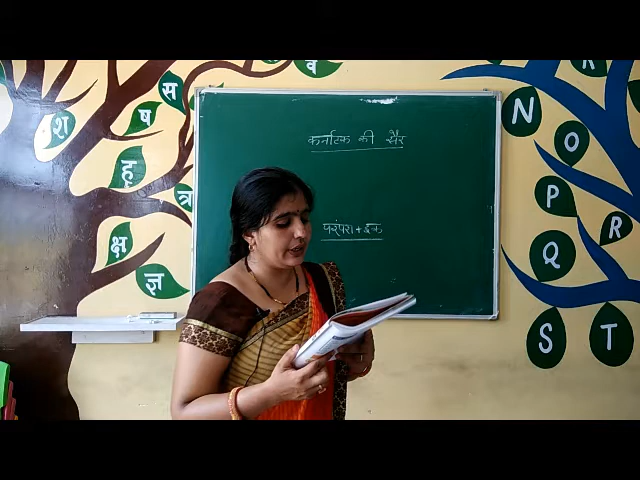 कर्नाटक की सैर
परंपरा + इक
श
ष
स
व
ह
त्र
क्ष
ज्ञ
N
O
P
Q
R
S
T
R